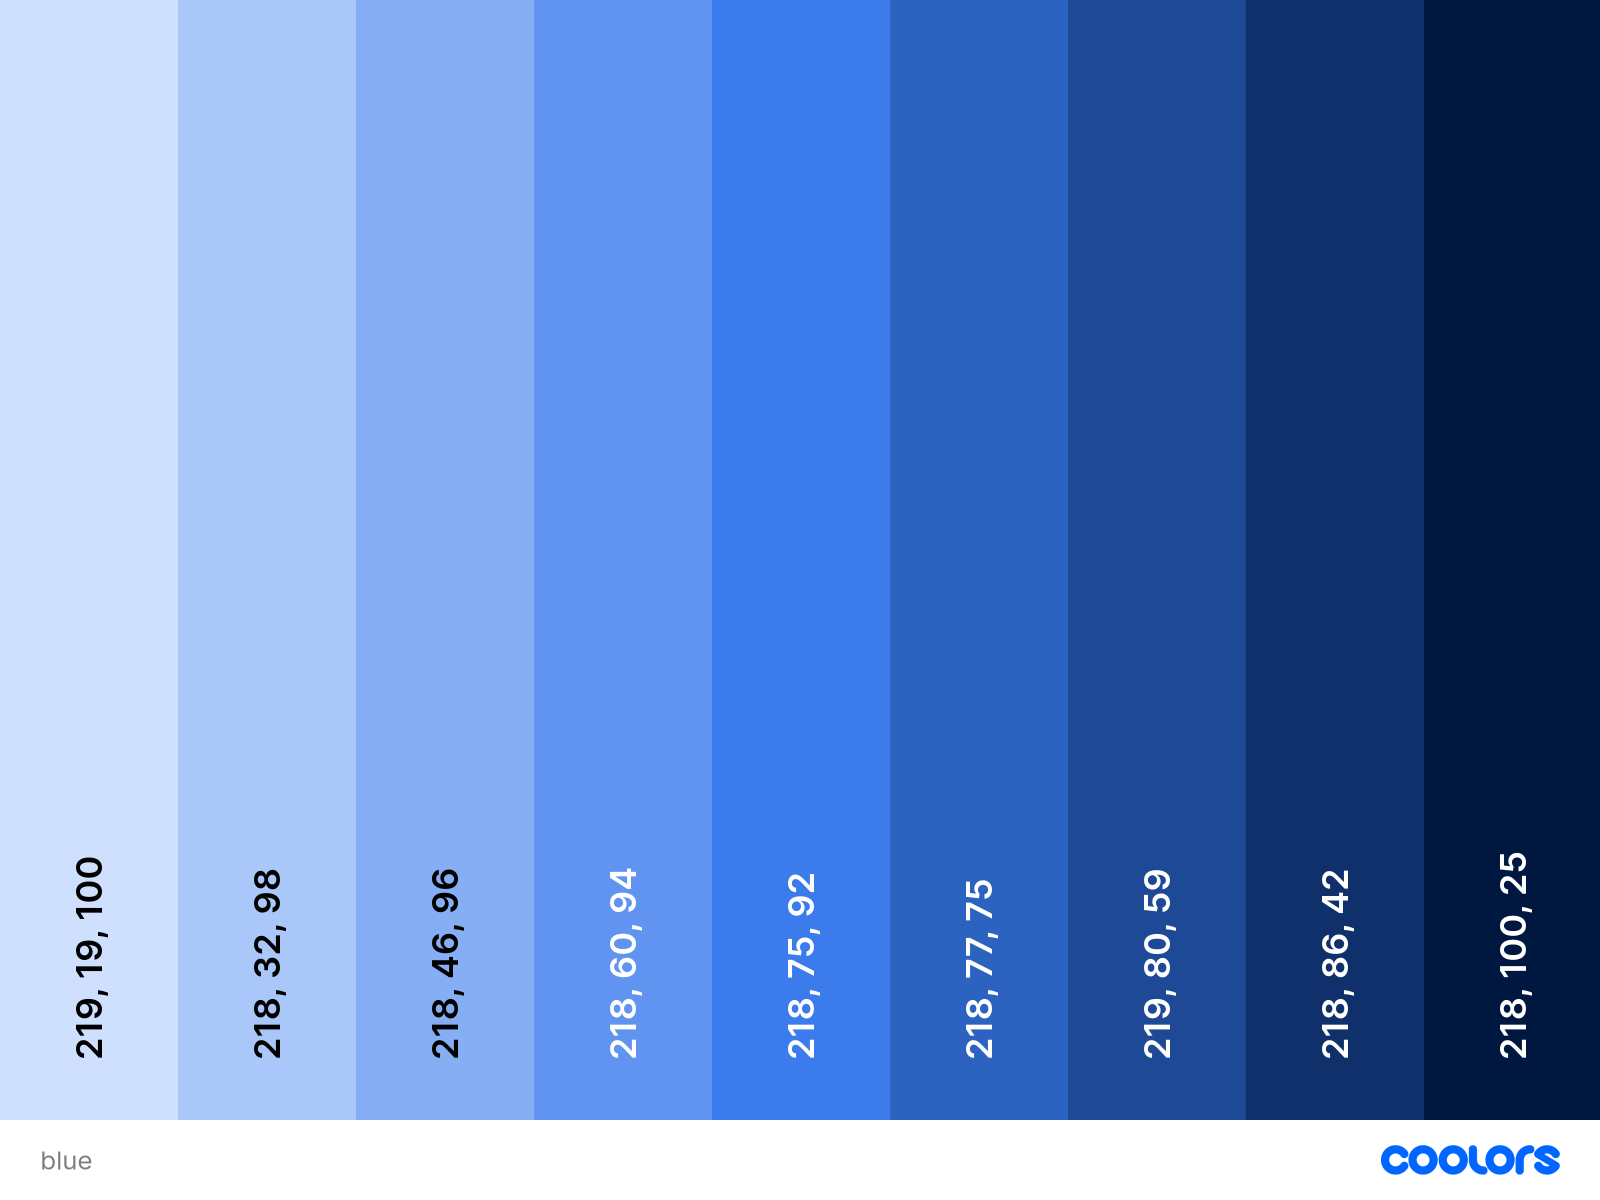 219, 19, 100
218, 32, 98
218, 46, 96
218, 60, 94
218, 75, 92
218, 77, 75
219, 80, 59
218, 86, 42
218, 100, 25
blue
coolors